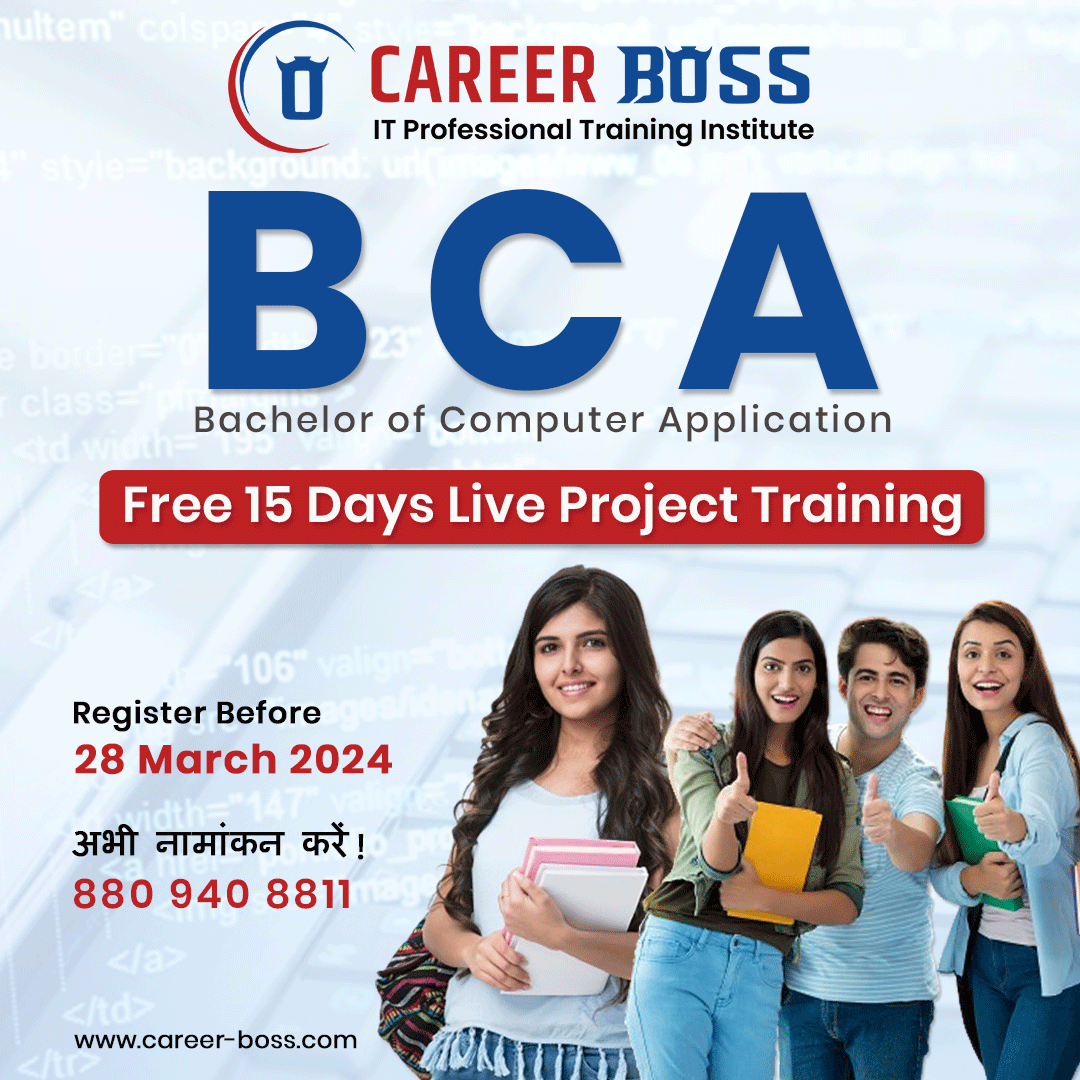 CAREER BOSS
IT Professional Training Institute
BCA
Bachelor of Computer Application
Free 15 Days Live Project Training
Register Before
28 March 2024
अभी नामांकन करें!
880 940 8811
www.career-boss.com